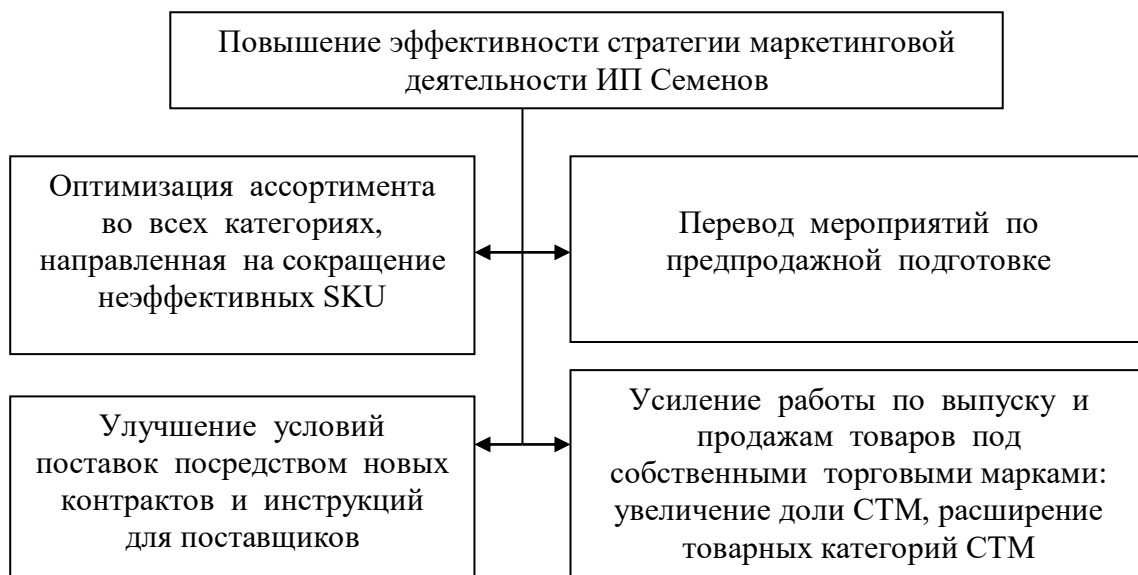 Повышение эффективности стратегии маркетинговой
деятельности ИП Семенов
Оптимизация ассортимента
во всех категориях,
направленная на сокращение
неэффективных SKU
Перевод мероприятий по
предпродажной подготовке
Улучшение условий
поставок посредством новых
контрактов и инструкций
для поставщиков
Усиление работы по выпуску и
продажам товаров под
собственными торговыми марками:
увеличение доли СТМ, расширение
товарных категорий СТМ